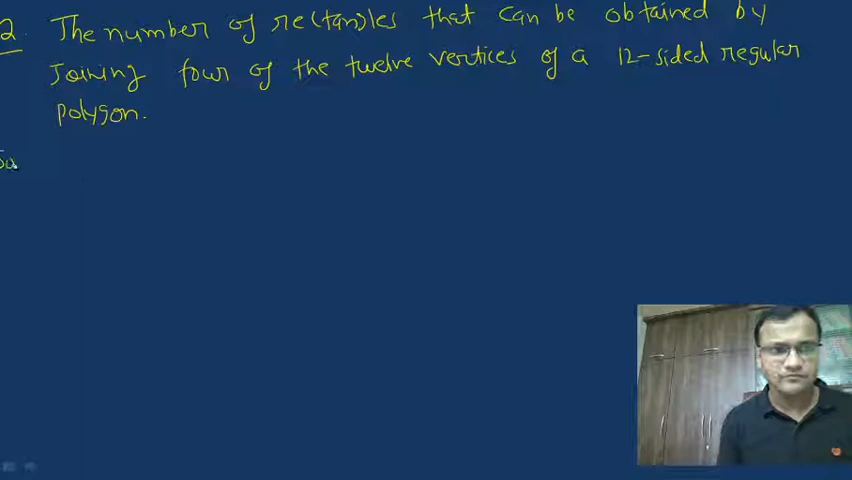 2 The number of rectangles that can be obtained by
Joining four of the twelve vertices of a 12-sided regular
polygon.